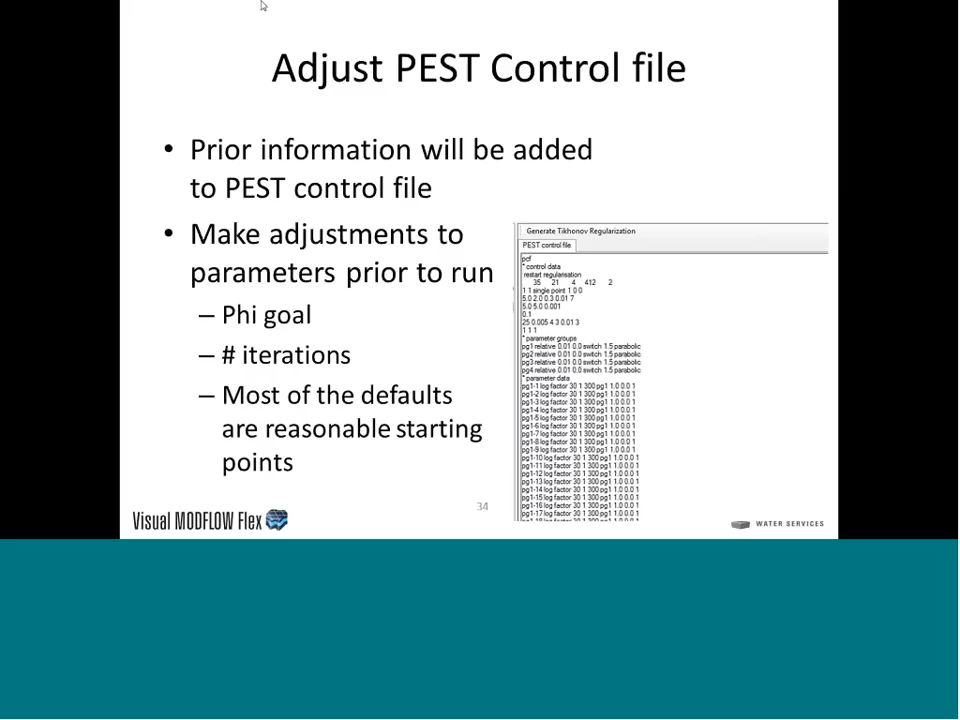 Adjust PEST Control file
• Prior information will be added
to PEST control file
• Make adjustments to
parameters prior to run
– Phi goal
– # iterations
– Most of the defaults
are reasonable starting
points
Generate Tikhonov Regularization
PEST control file
pcf
* control data
restart regularisation
35 21 4 412 2
1 1 single point 1 0 0
5.0 2.0 0.3 0.01 7
5.0 5.0 0.001
0.1
25 0.005 4 3 0.01 3
1 1 1
* parameter groups
pg1 relative 0.01 0.0 switch 1.5 parabolic
pg2 relative 0.01 0.0 switch 1.5 parabolic
pg3 relative 0.01 0.0 switch 1.5 parabolic
pg4 relative 0.01 0.0 switch 1.5 parabolic
* parameter data
pg1-1 log factor 30 1 300 pg1 1.0 0.0 1
pg1-2 log factor 30 1 300 pg1 1.0 0.0 1
pg1-3 log factor 30 1 300 pg1 1.0 0.0 1
pg1-4 log factor 30 1 300 pg1 1.0 0.0 1
pg1-5 log factor 30 1 300 pg1 1.0 0.0 1
pg1-6 log factor 30 1 300 pg1 1.0 0.0 1
pg1-7 log factor 30 1 300 pg1 1.0 0.0 1
pg1-8 log factor 30 1 300 pg1 1.0 0.0 1
pg1-9 log factor 30 1 300 pg1 1.0 0.0 1
pg1-10 log factor 30 1 300 pg1 1.0 0.0 1
pg1-11 log factor 30 1 300 pg1 1.0 0.0 1
pg1-12 log factor 30 1 300 pg1 1.0 0.0 1
pg1-13 log factor 30 1 300 pg1 1.0 0.0 1
pg1-14 log factor 30 1 300 pg1 1.0 0.0 1
pg1-15 log factor 30 1 300 pg1 1.0 0.0 1
pg1-16 log factor 30 1 300 pg1 1.0 0.0 1
pg1-17 log factor 30 1 300 pg1 1.0 0.0 1
34
Visual MODFLOW Flex
WATER SERVICES